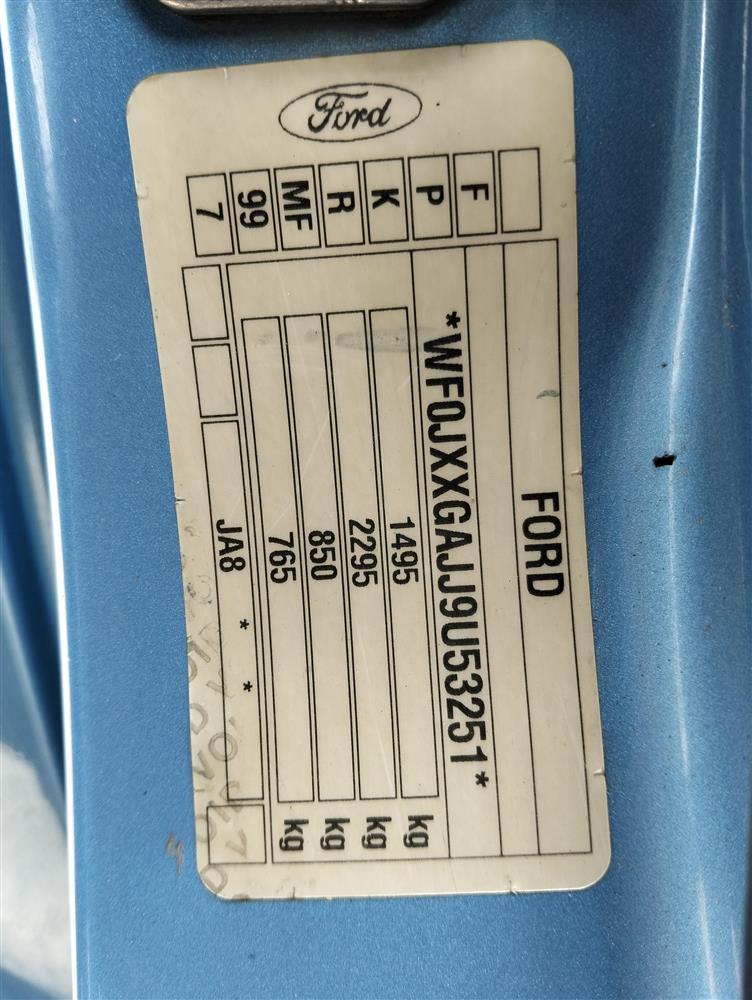 Ford
F
P
K
R
MF
99
7
FORD
*WF0JXXGAJJ9U53251*
1495 kg
2295 kg
850 kg
765 kg
JA8 * *